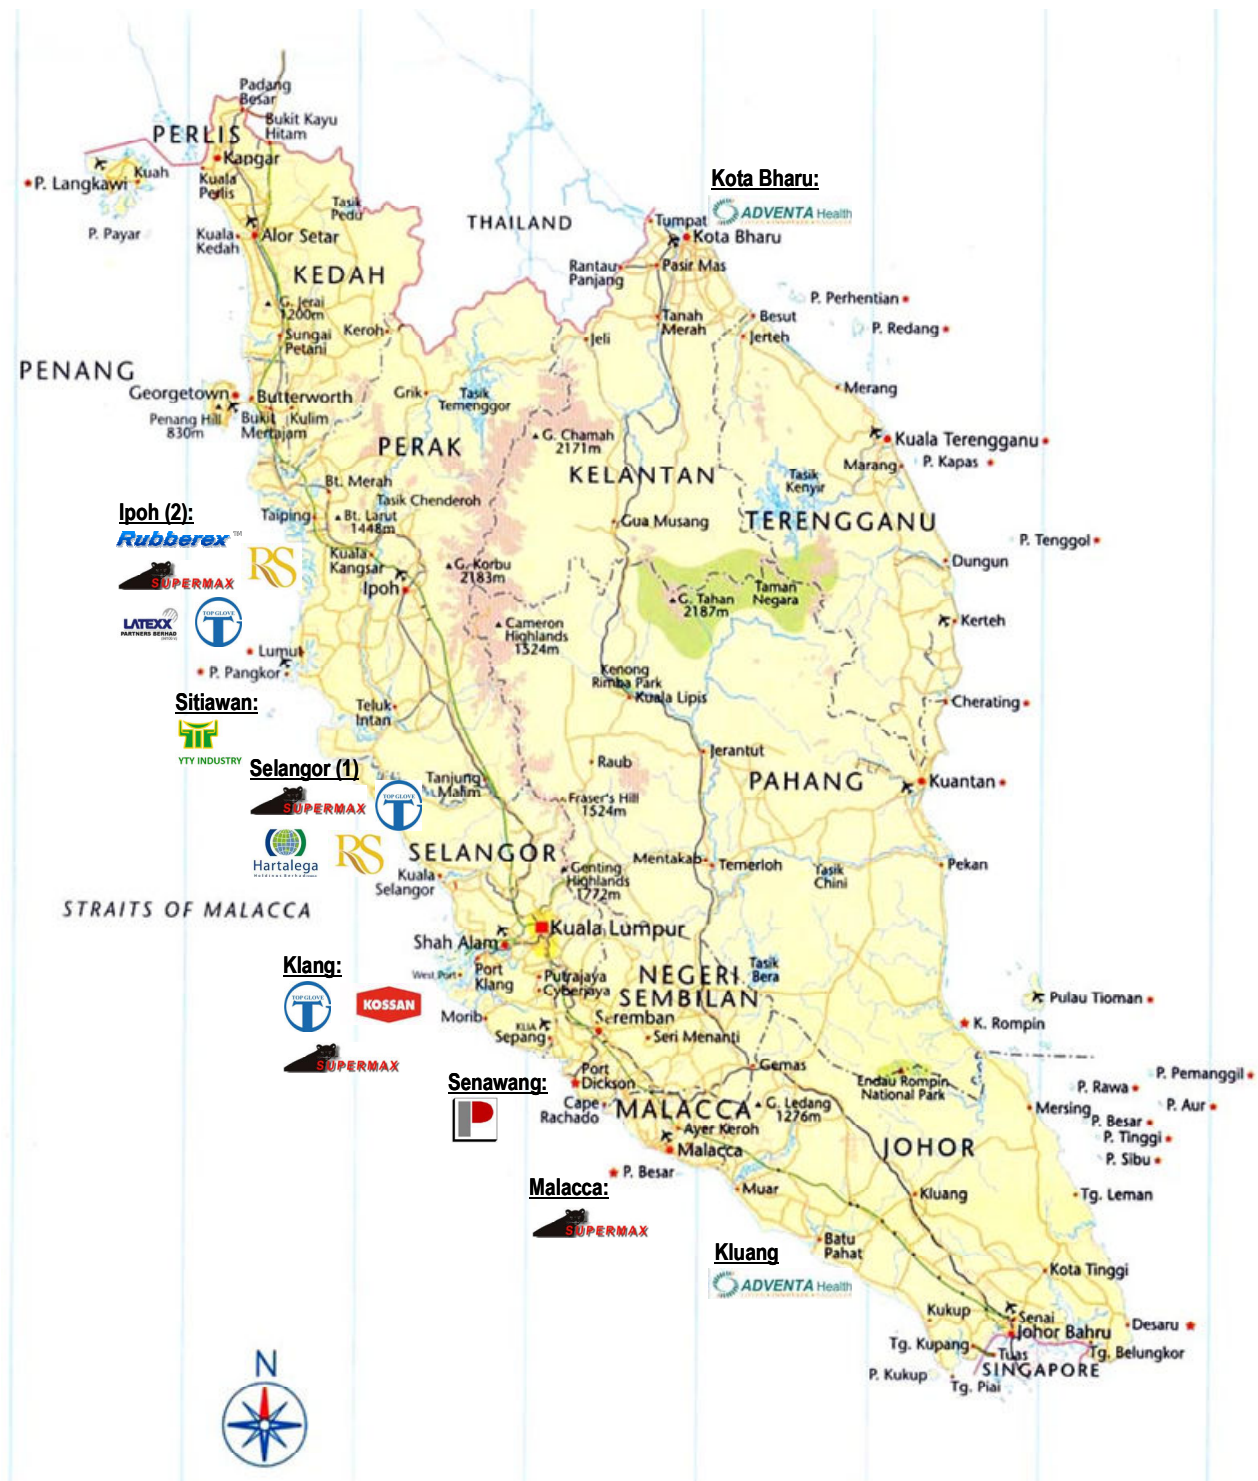 Padang
Besar
Bukit Kayu
Hitam
PERLIS
Kangar
P. Langkawi
Kuah
Kuala
Perlis
Tasik
Pedu
P. Payar
Kuala
Kedah
Alor Setar
KEDAH
THAILAND
Kota Bharu:
ADVENTA Health
Tumpat
Kota Bharu
Rantau
Panjang
Pasir Mas
G. Jerai
1200m
Sungai
Petani
Keroh
Jeli
Tanah
Merah
Besut
Jerteh
P. Perhentian
P. Redang
PENANG
Georgetown
Butterworth
Penang Hill
830m
Bukit
Mertajam
Kulim
Grik
Tasik
Temenggor
Merang
PERAK
G. Chamah
2171m
KELANTAN
Kuala Terengganu
Marang
P. Kapas
Tasik
Kenyir
TERENGGANU
Bt. Merah
Tasik Chenderoh
Taiping
Bt. Larut
1448m
Gua Musang
Ipoh (2):
Rubberex TM
SUPERMAX
RS
LATEXX
PARTNERS BERHAD
TOP GLOVE
Kuala
Kangsar
Ipoh
G. Korbu
2183m
G. Tahan
2187m
Taman
Negara
P. Tenggol
Dungun
Kerteh
Cameron
Highlands
1524m
Lumut
P. Pangkor
Kenong
Rimba Park
Kuala Lipis
Cherating
Sitiawan:
YTY INDUSTRY
Teluk
Intan
Jerantut
Raub
PAHANG
Kuantan
Selangor (1)
SUPERMAX
TOP GLOVE
Hartalega
RS
Tanjung
Malim
Fraser's Hill
1524m
SELANGOR
Kuala
Selangor
Genting
Highlands
1772m
Mentakab
Temerloh
Tasik
Chini
Pekan
STRAITS OF MALACCA
Kuala Lumpur
Shah Alam
Klang:
TOP GLOVE
KOSSAN
SUPERMAX
West Port
Port
Klang
Putrajaya
Cyberjaya
NEGERI
SEMBILAN
Tasik
Bera
Morib
KLIA
Sepang
Seremban
Seri Menanti
Pulau Tioman
K. Rompin
Senawang:
Port
Dickson
Cape
Rachado
Gemas
Endau Rompin
National Park
P. Pemanggil
P. Rawa
P. Aur
Mersing
P. Besar
P. Tinggi
P. Sibu
MALACCA
G. Ledang
1276m
Ayer Keroh
Malacca
JOHOR
P. Besar
Malacca:
SUPERMAX
Muar
Kluang
Tg. Leman
Kluang
ADVENTA Health
Batu
Pahat
Kota Tinggi
Kukup
Senai
Johor Bahru
Desaru
Tg. Kupang
Tuas
Tg. Belungkor
SINGAPORE
P. Kukup
Tg. Piai
N